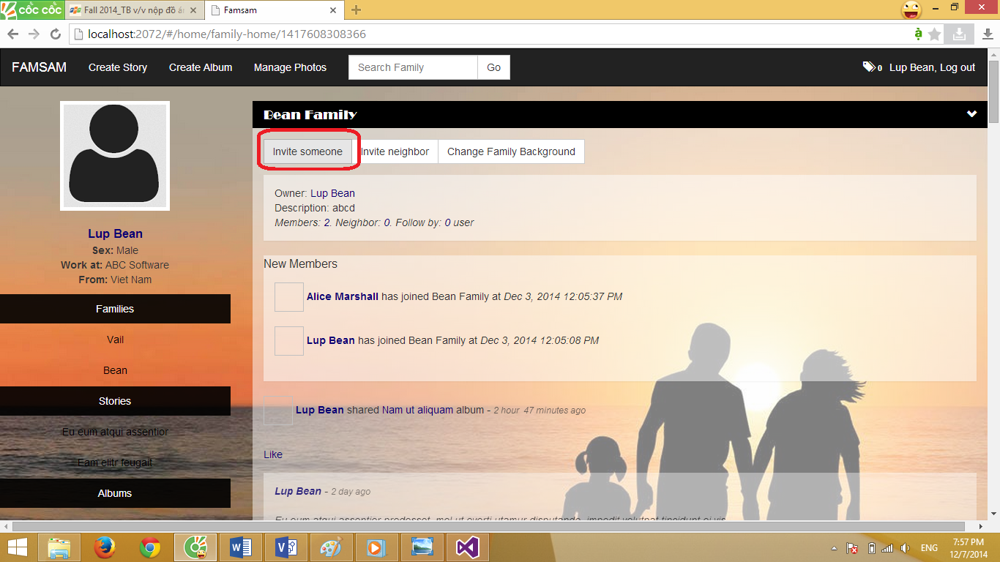 CỐC CỐC
Fall 2014_TB v/v nộp đồ án
Famsam
localhost:2072/#/home/family-home/1417608308366
FAMSAM
Create Story
Create Album
Manage Photos
Search Family
Go
0
Lup Bean, Log out
Bean Family
Invite someone
Invite neighbor
Change Family Background
Owner: Lup Bean
Description: abcd
Members: 2. Neighbor: 0. Follow by: 0 user
Lup Bean
Sex: Male
Work at: ABC Software
From: Viet Nam
Families
Vail
Bean
Stories
Eu eum atqui assentior
Eam elitr feugait
Albums
New Members
Alice Marshall has joined Bean Family at Dec 3, 2014 12:05:37 PM
Lup Bean has joined Bean Family at Dec 3, 2014 12:05:08 PM
Lup Bean shared Nam ut aliquam album - 2 hour 47 minutes ago
Like
Lup Bean - 2 day ago
Eu eum atqui assentior prodesset, mel ut everti utamur disputando, impedit volutpat tincidunt ei vis
ENG
7:57 PM
12/7/2014